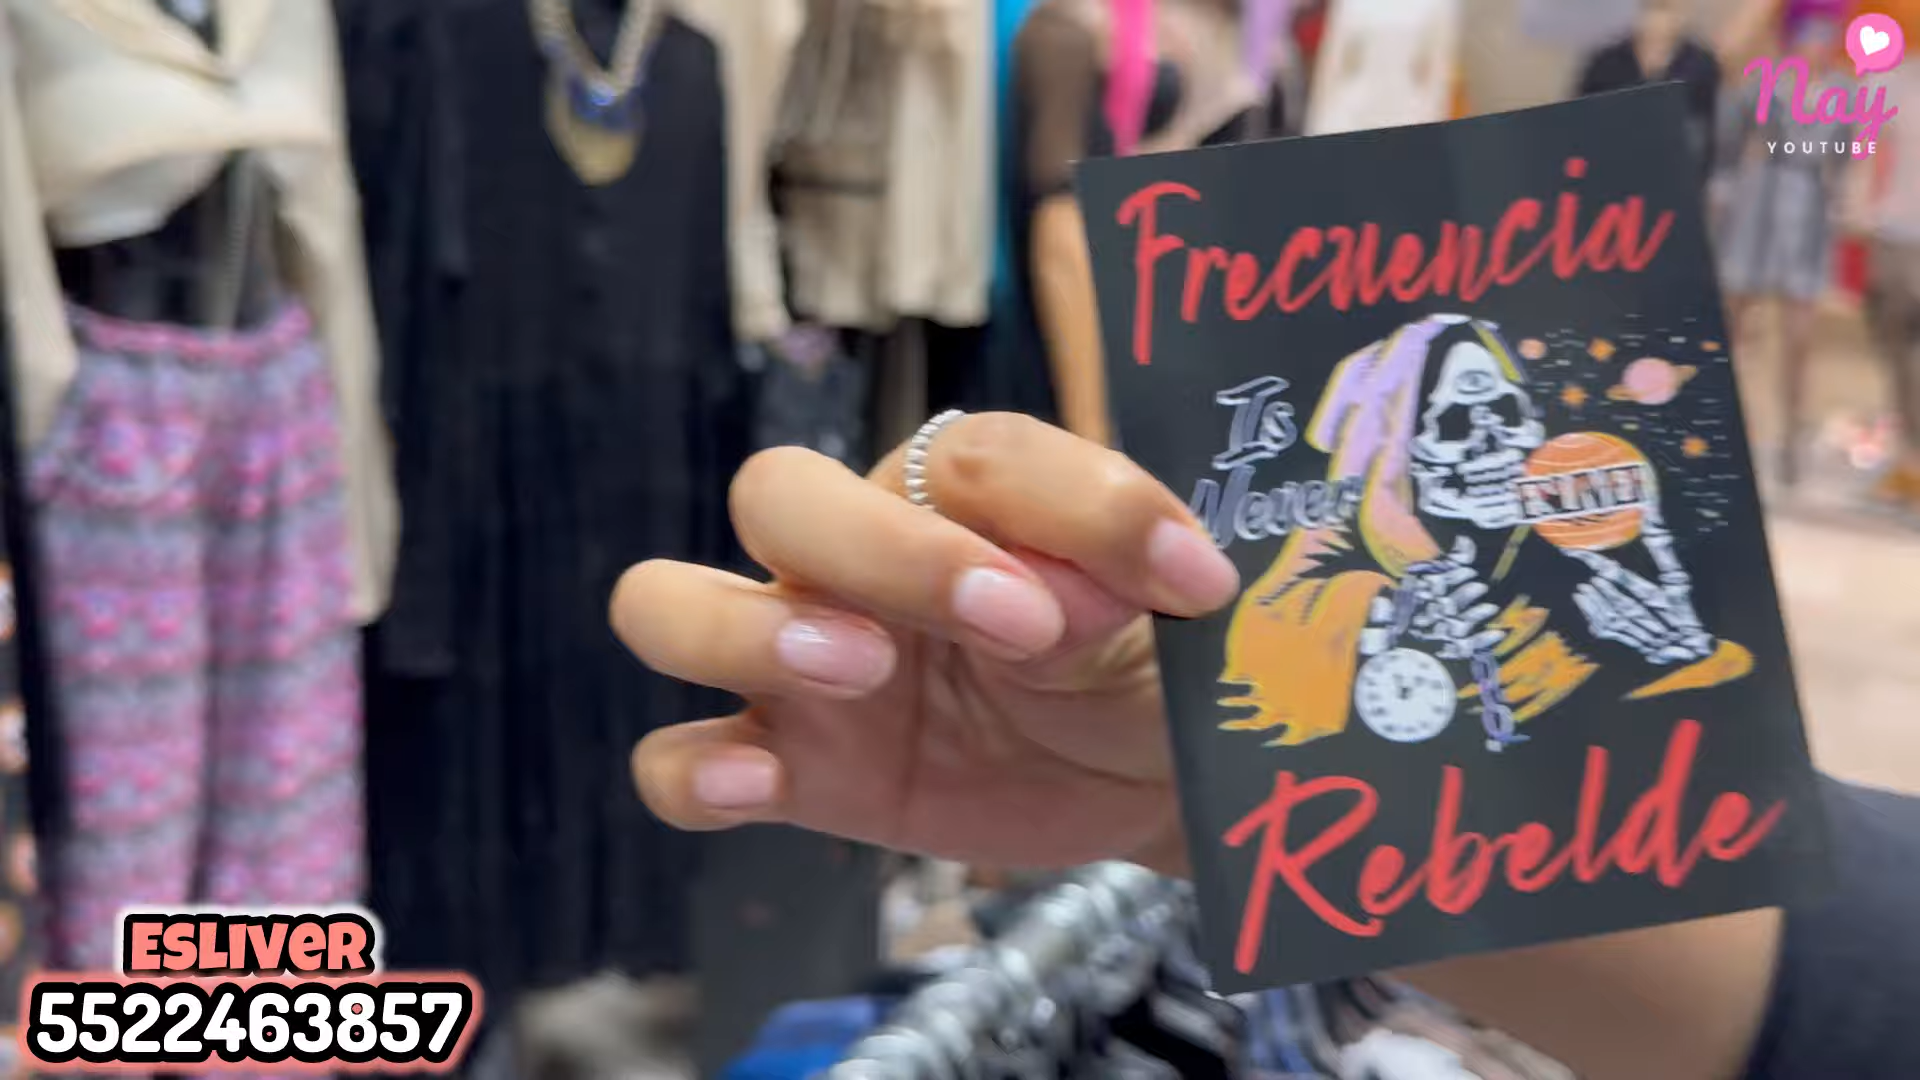 Nay
YOUTUBE
Frecuencia
Is
Never
Rebelde
ESLIVER
5522463857